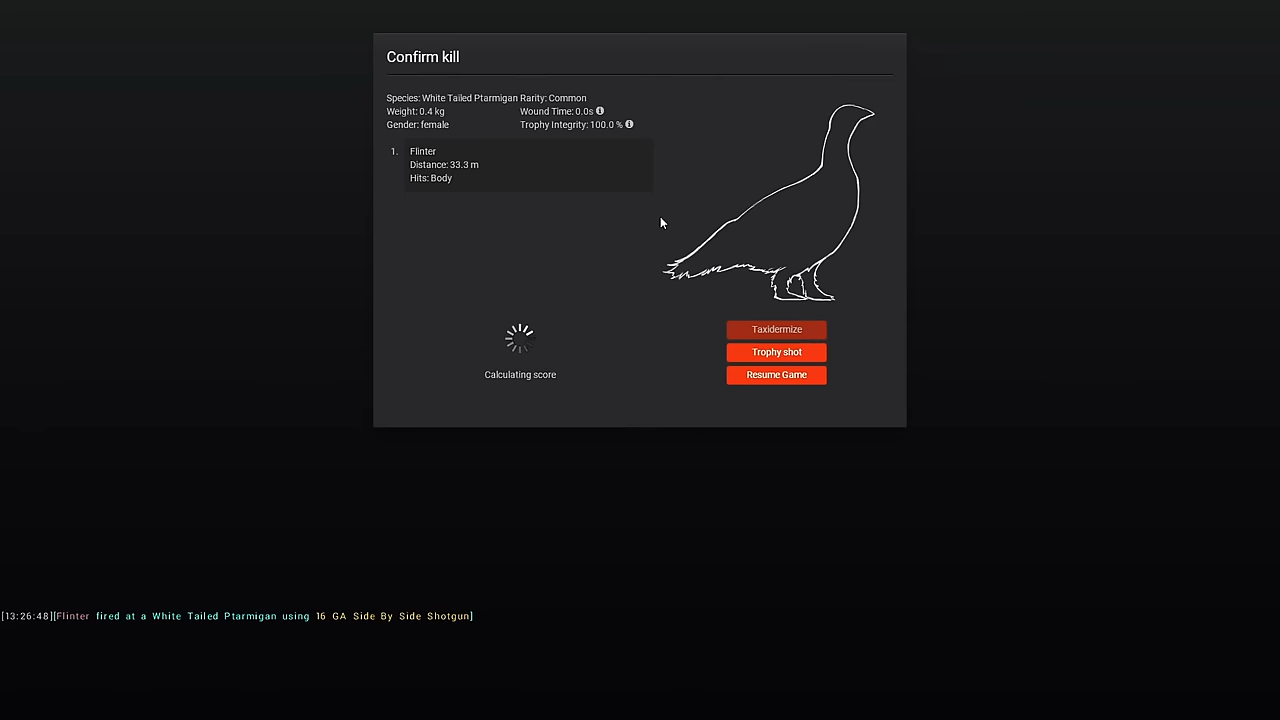 Confirm kill
Species: White Tailed Ptarmigan Rarity: Common
Weight: 0.4 kg Wound Time: 0.0s
Gender: female Trophy Integrity: 100.0 %
1. Flinter
Distance: 33.3 m
Hits: Body
Taxidermize
Trophy shot
Calculating score Resume Game
[13:26:48][Flinter fired at a White Tailed Ptarmigan using 16 GA Side By Side Shotgun]